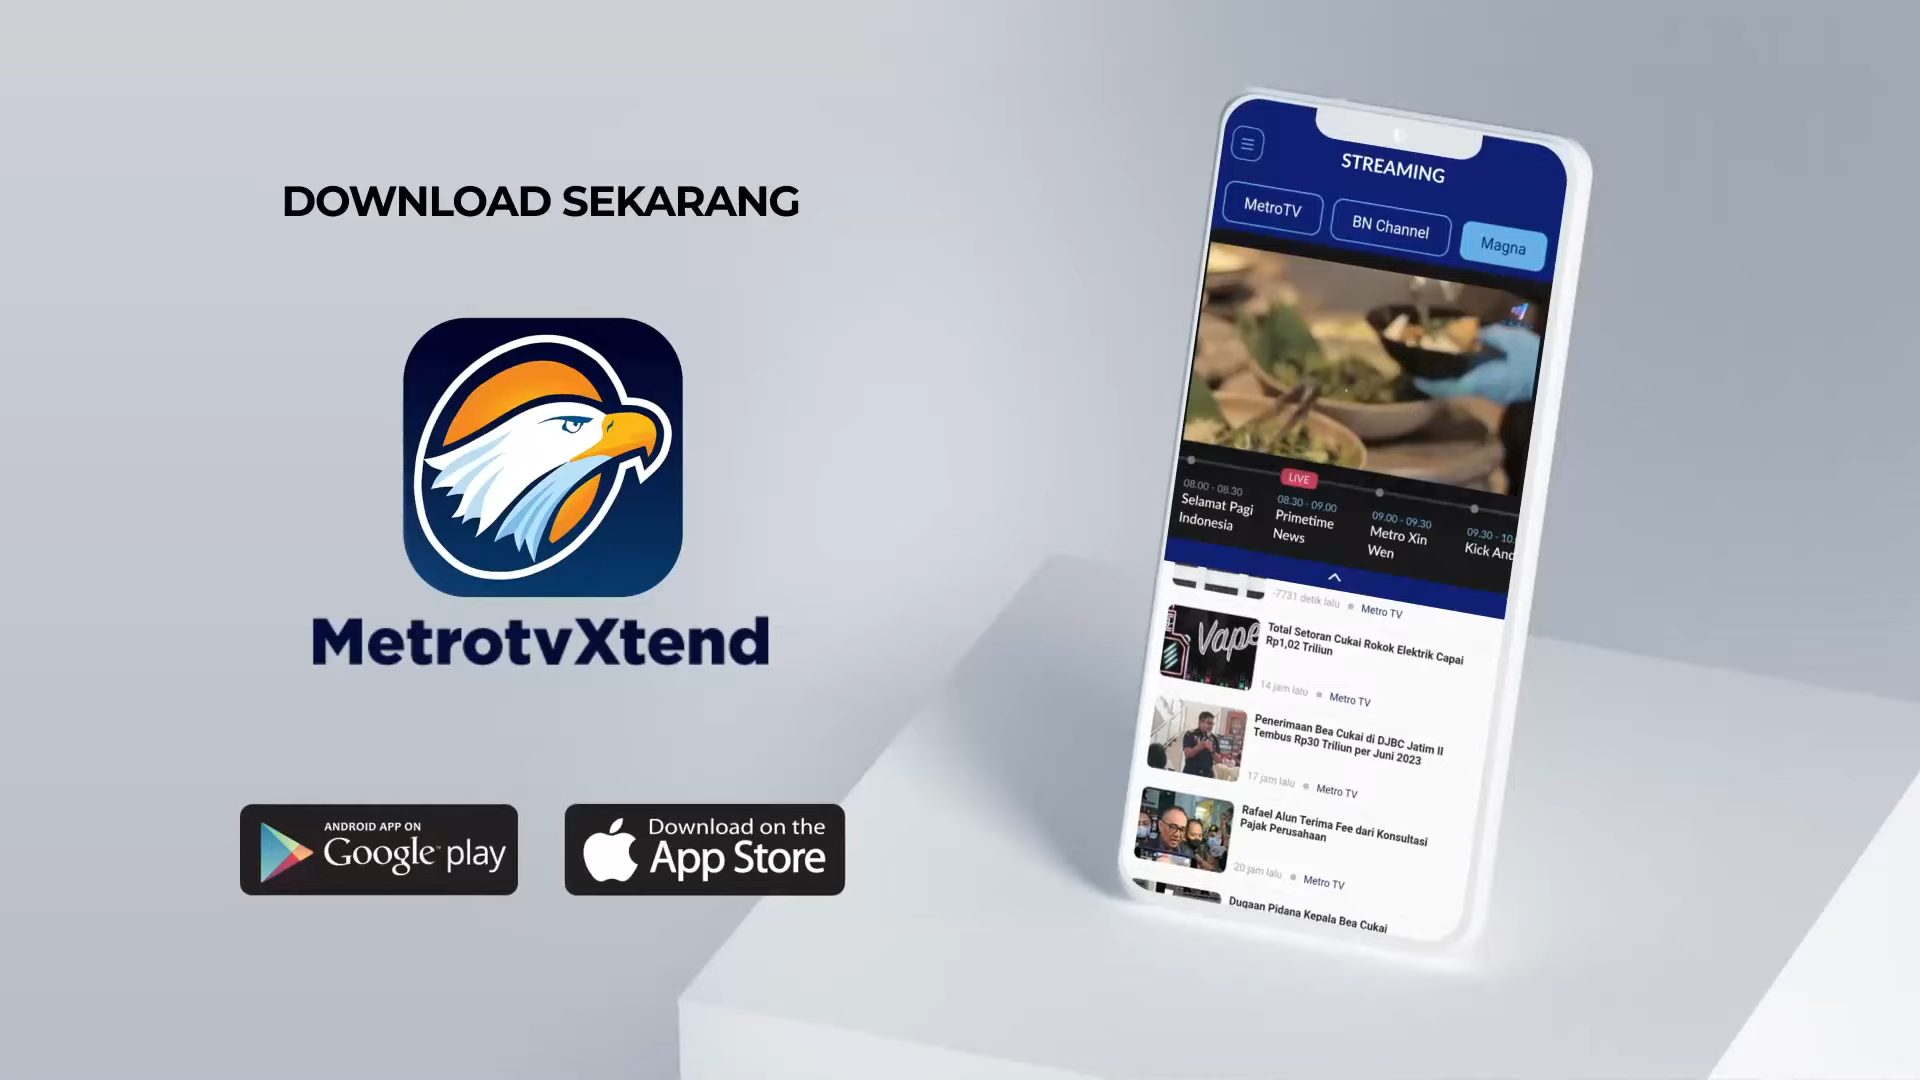 DOWNLOAD SEKARANG
MetrotvXtend
ANDROID APP ON
Google play
Download on the
App Store
STREAMING
MetroTV
BN Channel
Magna
LIVE
08.00 - 08.30
Selamat Pagi
Indonesia
08.30 - 09.00
Primetime
News
09.00 - 09.30
Metro Xin
Wen
09.30 - 10:
Kick And
-7731 detik lalu ● Metro TV
Vape
Total Setoran Cukai Rokok Elektrik Capai
Rp1,02 Triliun
14 jam lalu ● Metro TV
Penerimaan Bea Cukai di DJBC Jatim II
Tembus Rp30 Triliun per Juni 2023
17 jam lalu ● Metro TV
Rafael Alun Terima Fee dari Konsultasi
Pajak Perusahaan
20 jam lalu ● Metro TV
Dugaan Pidana Kepala Bea Cukai